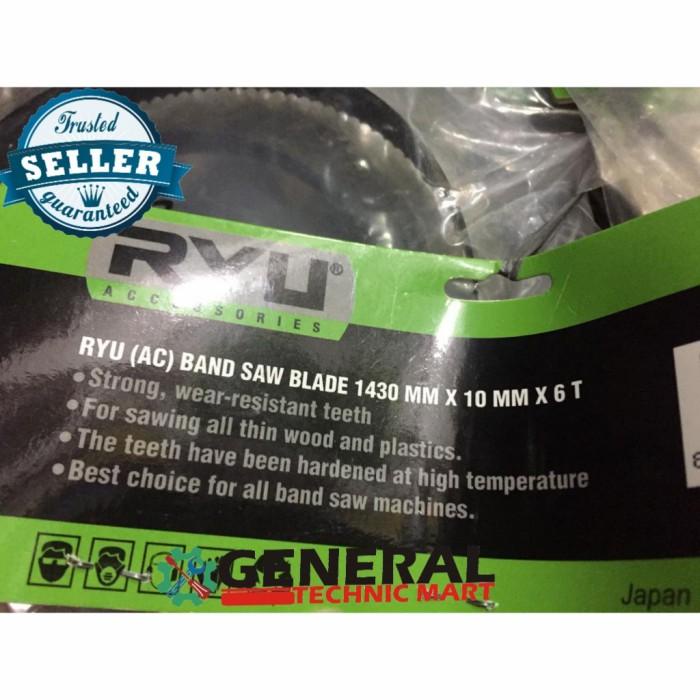 Trusted
SELLER
guaranteed
RYU®
ACCESSORIES
RYU (AC) BAND SAW BLADE 1430 MM X 10 MM X 6 T
•Strong, wear-resistant teeth
•For sawing all thin wood and plastics.
•The teeth have been hardened at high temperature
•Best choice for all band saw machines.
GENERAL
TECHNIC MART
Japan